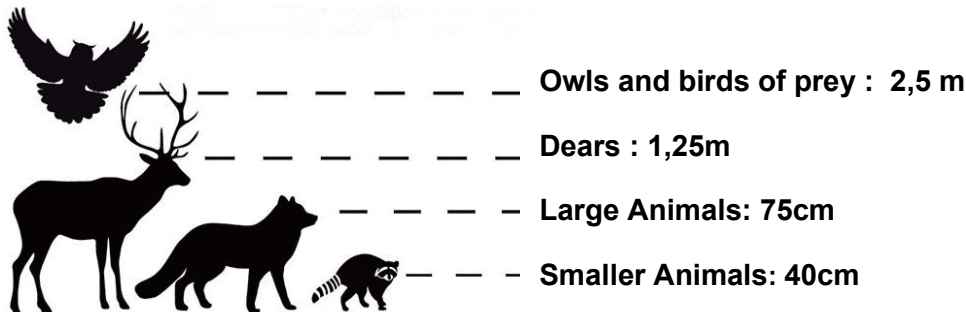 Owls and birds of prey : 2,5 m
Dears : 1,25m
Large Animals: 75cm
Smaller Animals: 40cm